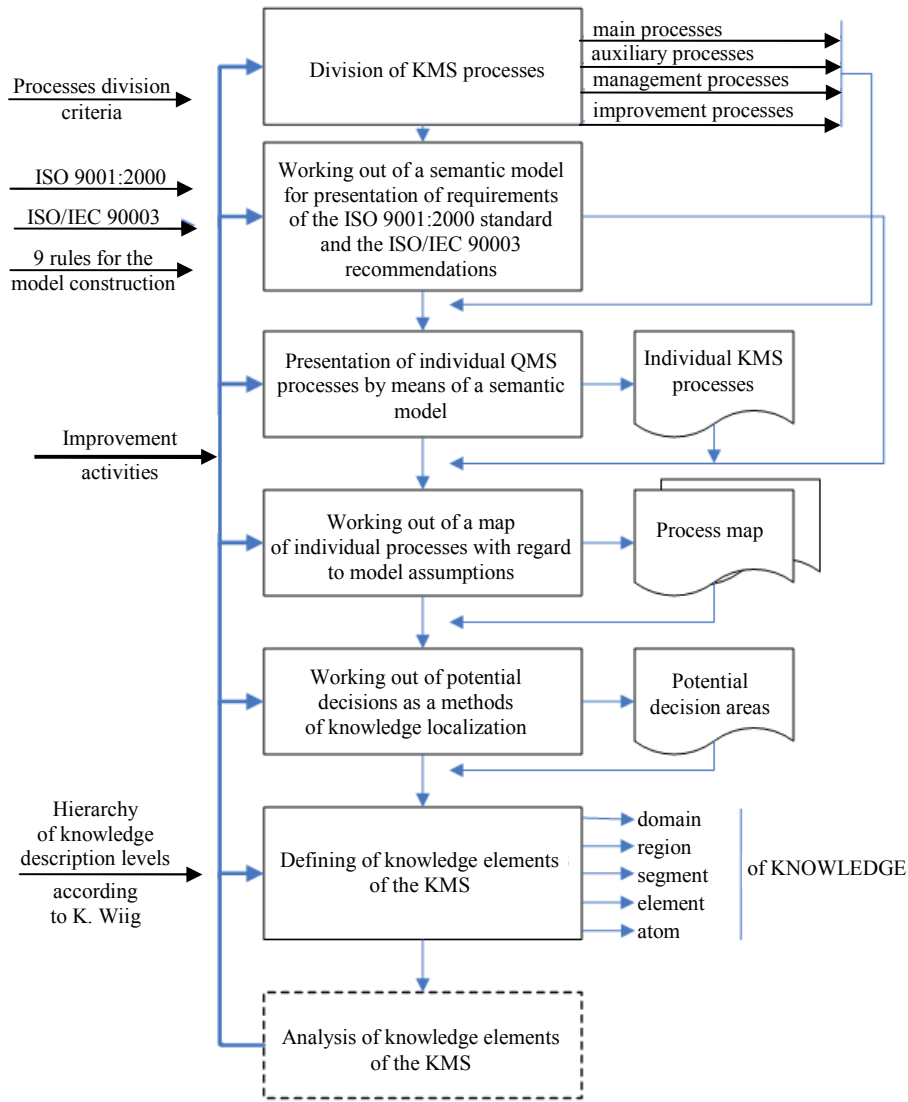 main processes
auxiliary processes
management processes
improvement processes
Division of KMS processes
Processes division
criteria
ISO 9001:2000
ISO/IEC 90003
9 rules for the
model construction
Working out of a semantic model
for presentation of requirements
of the ISO 9001:2000 standard
and the ISO/IEC 90003
recommendations
Presentation of individual QMS
processes by means of a semantic
model
Individual KMS
processes
Improvement
activities
Working out of a map
of individual processes with regard
to model assumptions
Process map
Working out of potential
decisions as a methods
of knowledge localization
Potential
decision areas
Hierarchy
of knowledge
description levels
according
to K. Wiig
Defining of knowledge elements
of the KMS
domain
region
segment
element
atom
of KNOWLEDGE
Analysis of knowledge elements
of the KMS